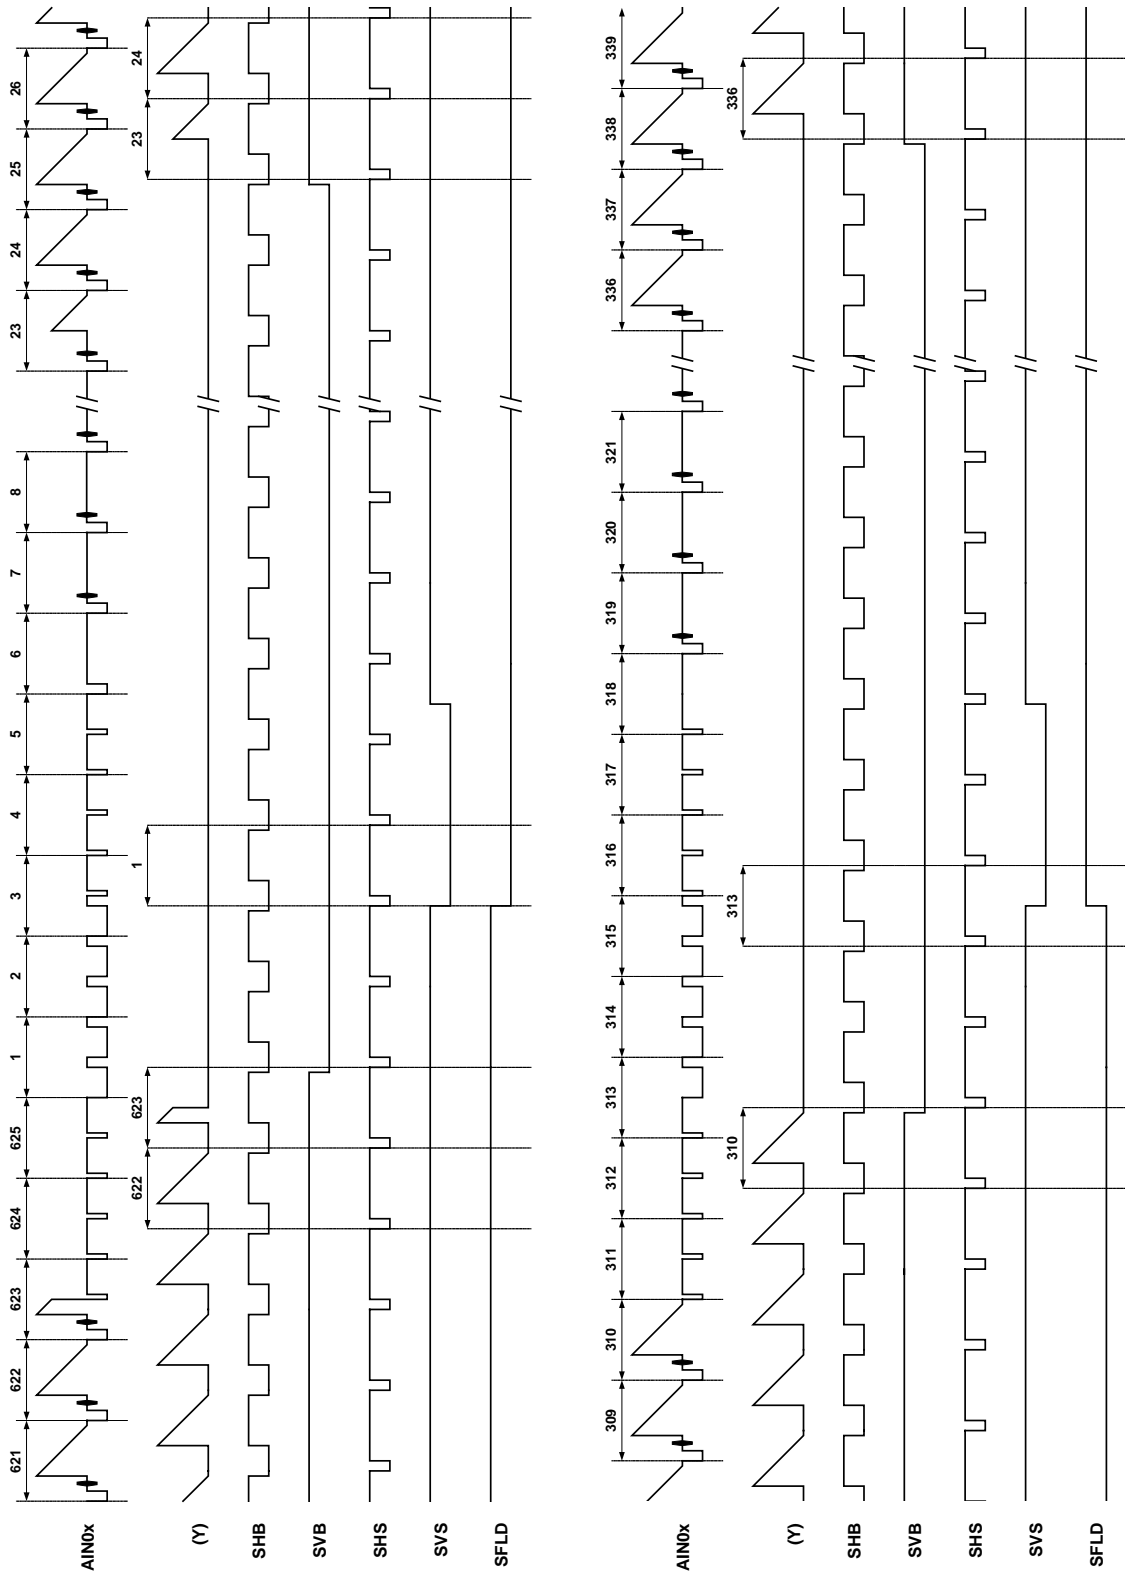 621 622 623 624 625 1 2 3 4 5 6 7 8 23 24 25 26
AIN0x
622 623 1 23 24
(Y)
SHB
SVB
SHS
SVS
SFLD
309 310 311 312 313 314 315 316 317 318 319 320 321 336 337 338 339
AIN0x
310 313 336
(Y)
SHB
SVB
SHS
SVS
SFLD